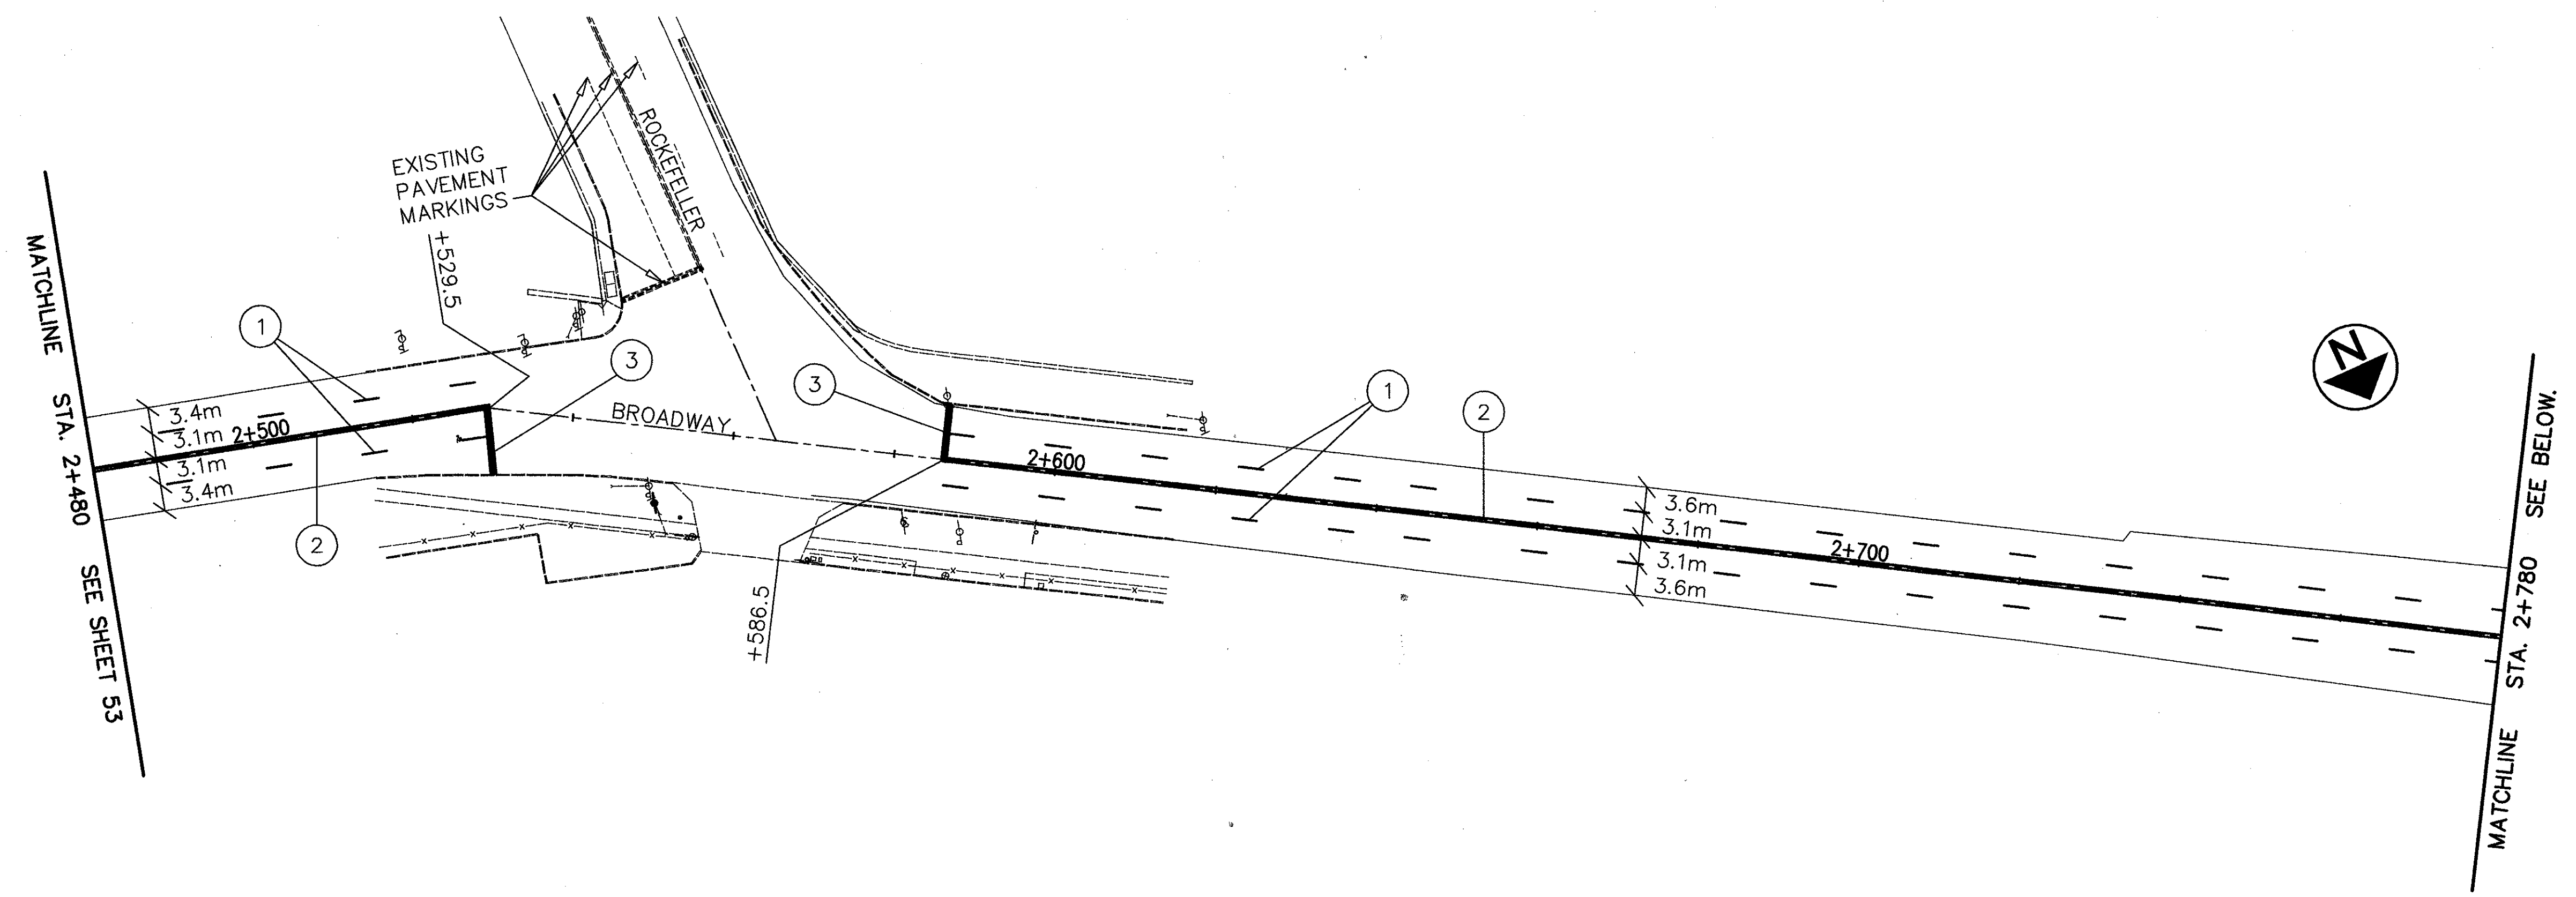 EXISTING
PAVEMENT
MARKINGS
ROCKEFELLER
+529.5
MATCHLINE STA. 2+480 SEE SHEET 53
1
3
3.4m
3.1m
2+500
3.1m
3.4m
2
BROADWAY
3
1
2
2+600
+586.5
3.6m
3.1m
3.1m
3.6m
2+700
N
MATCHLINE STA. 2+780 SEE BELOW.